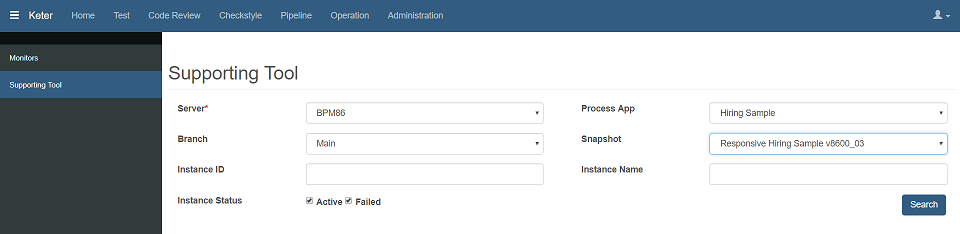 Keter Home Test Code Review Checkstyle Pipeline Operation Administration
Monitors
Supporting Tool
Supporting Tool
Server* BPM86 Process App Hiring Sample
Branch Main Snapshot Responsive Hiring Sample v8600_03
Instance ID Instance Name
Instance Status Active Failed Search